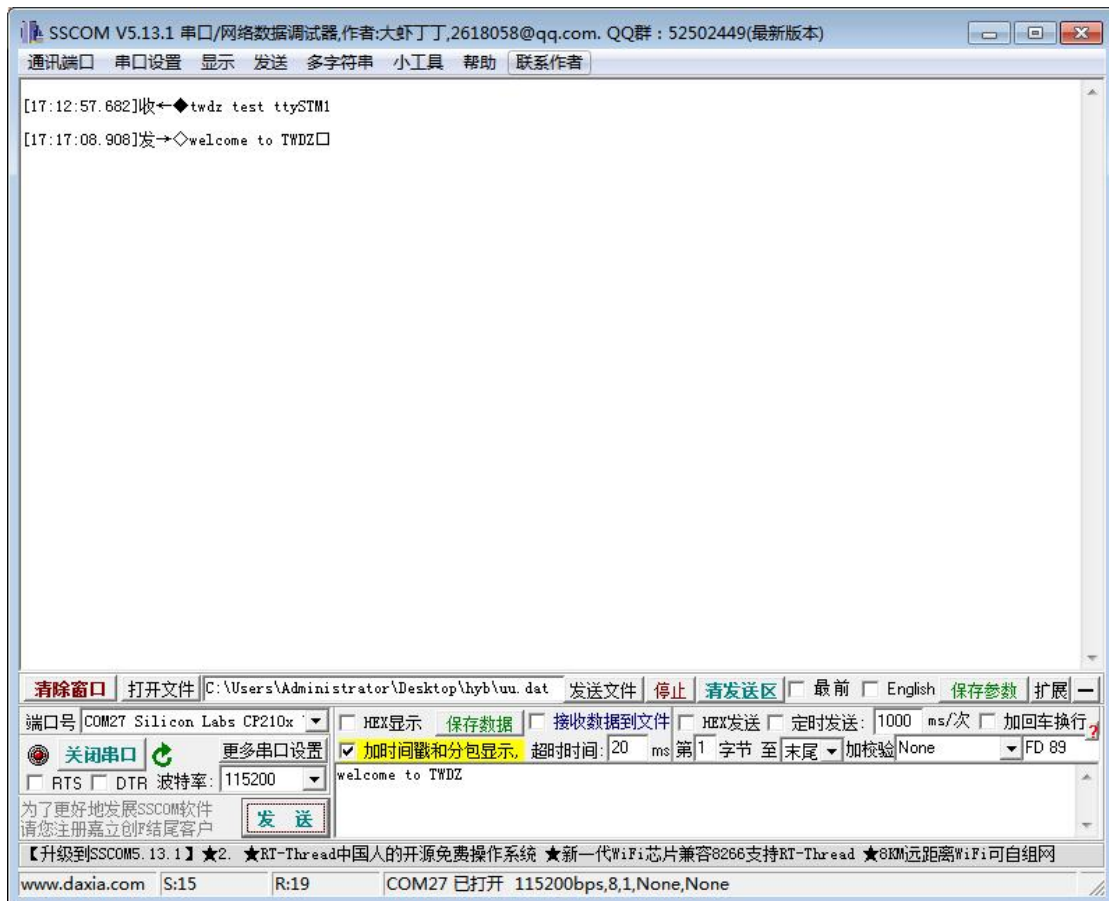 SSCOM V5.13.1 串口/网络数据调试器,作者:大虾丁丁,2618058@qq.com. QQ群：52502449(最新版本)
通讯端口 串口设置 显示 发送 多字符串 小工具 帮助 联系作者
[17:12:57.682]收←◆twdz test ttySTM1
[17:17:08.908]发→◇welcome to TWDZ□
清除窗口 打开文件 C:\Users\Administrator\Desktop\hyb\uu.dat 发送文件 停止 清发送区 最前 English 保存参数 扩展 —
端口号 COM27 Silicon Labs CP210x HEX显示 保存数据 接收数据到文件 HEX发送 定时发送: 1000 ms/次 加回车换行
关闭串口 更多串口设置 加时间戳和分包显示, 超时时间: 20 ms 第1 字节 至 末尾 加校验 None FD 89
RTS DTR 波特率: 115200 welcome to TWDZ
为了更好地发展SSCOM软件
请您注册嘉立创F结尾客户 发 送
【升级到SSCOM5.13.1】★2. ★RT-Thread中国人的开源免费操作系统 ★新一代WiFi芯片兼容8266支持RT-Thread ★8KM远距离WiFi可自组网
www.daxia.com S:15 R:19 COM27 已打开 115200bps,8,1,None,None